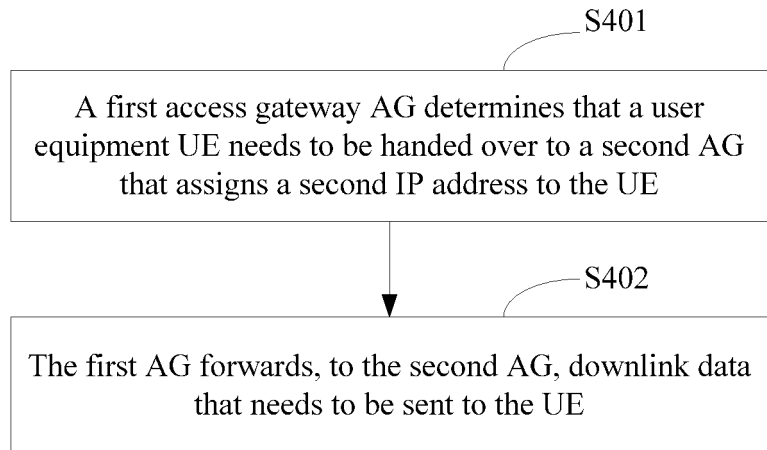 S401
A first access gateway AG determines that a user
equipment UE needs to be handed over to a second AG
that assigns a second IP address to the UE
S402
The first AG forwards, to the second AG, downlink data
that needs to be sent to the UE